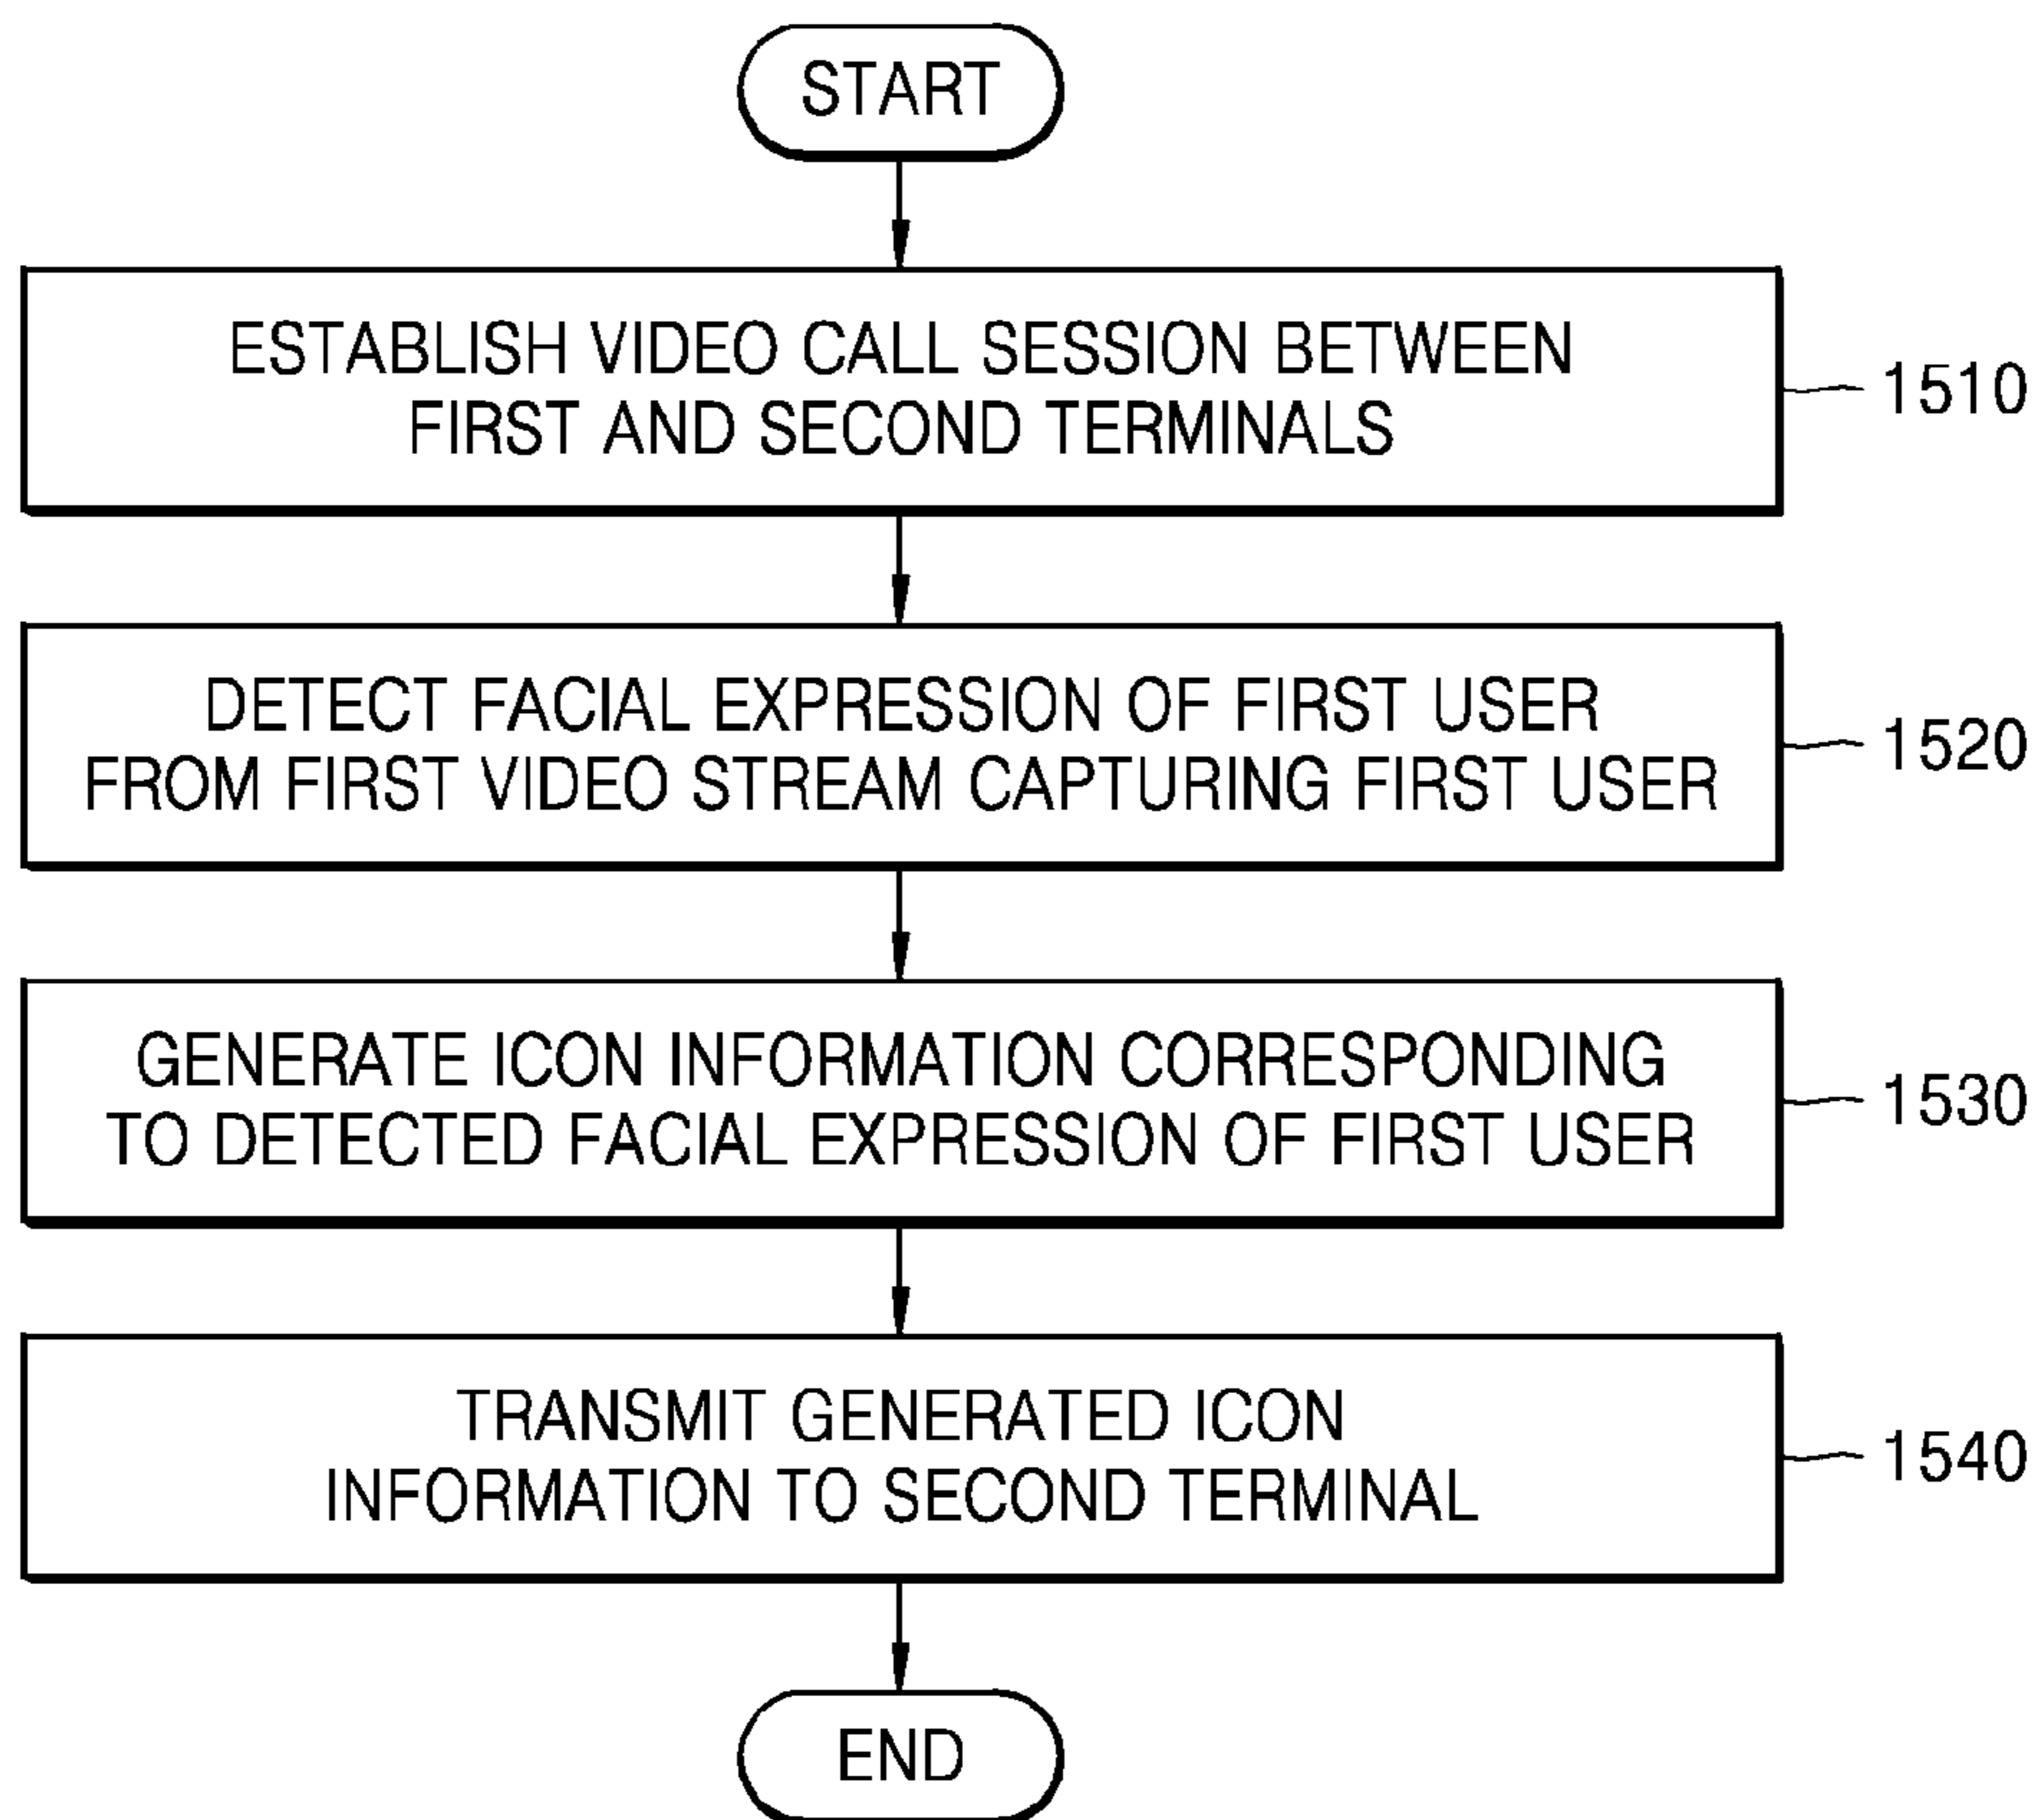 START
ESTABLISH VIDEO CALL SESSION BETWEEN
FIRST AND SECOND TERMINALS
1510
DETECT FACIAL EXPRESSION OF FIRST USER
FROM FIRST VIDEO STREAM CAPTURING FIRST USER
1520
GENERATE ICON INFORMATION CORRESPONDING
TO DETECTED FACIAL EXPRESSION OF FIRST USER
1530
TRANSMIT GENERATED ICON
INFORMATION TO SECOND TERMINAL
1540
END